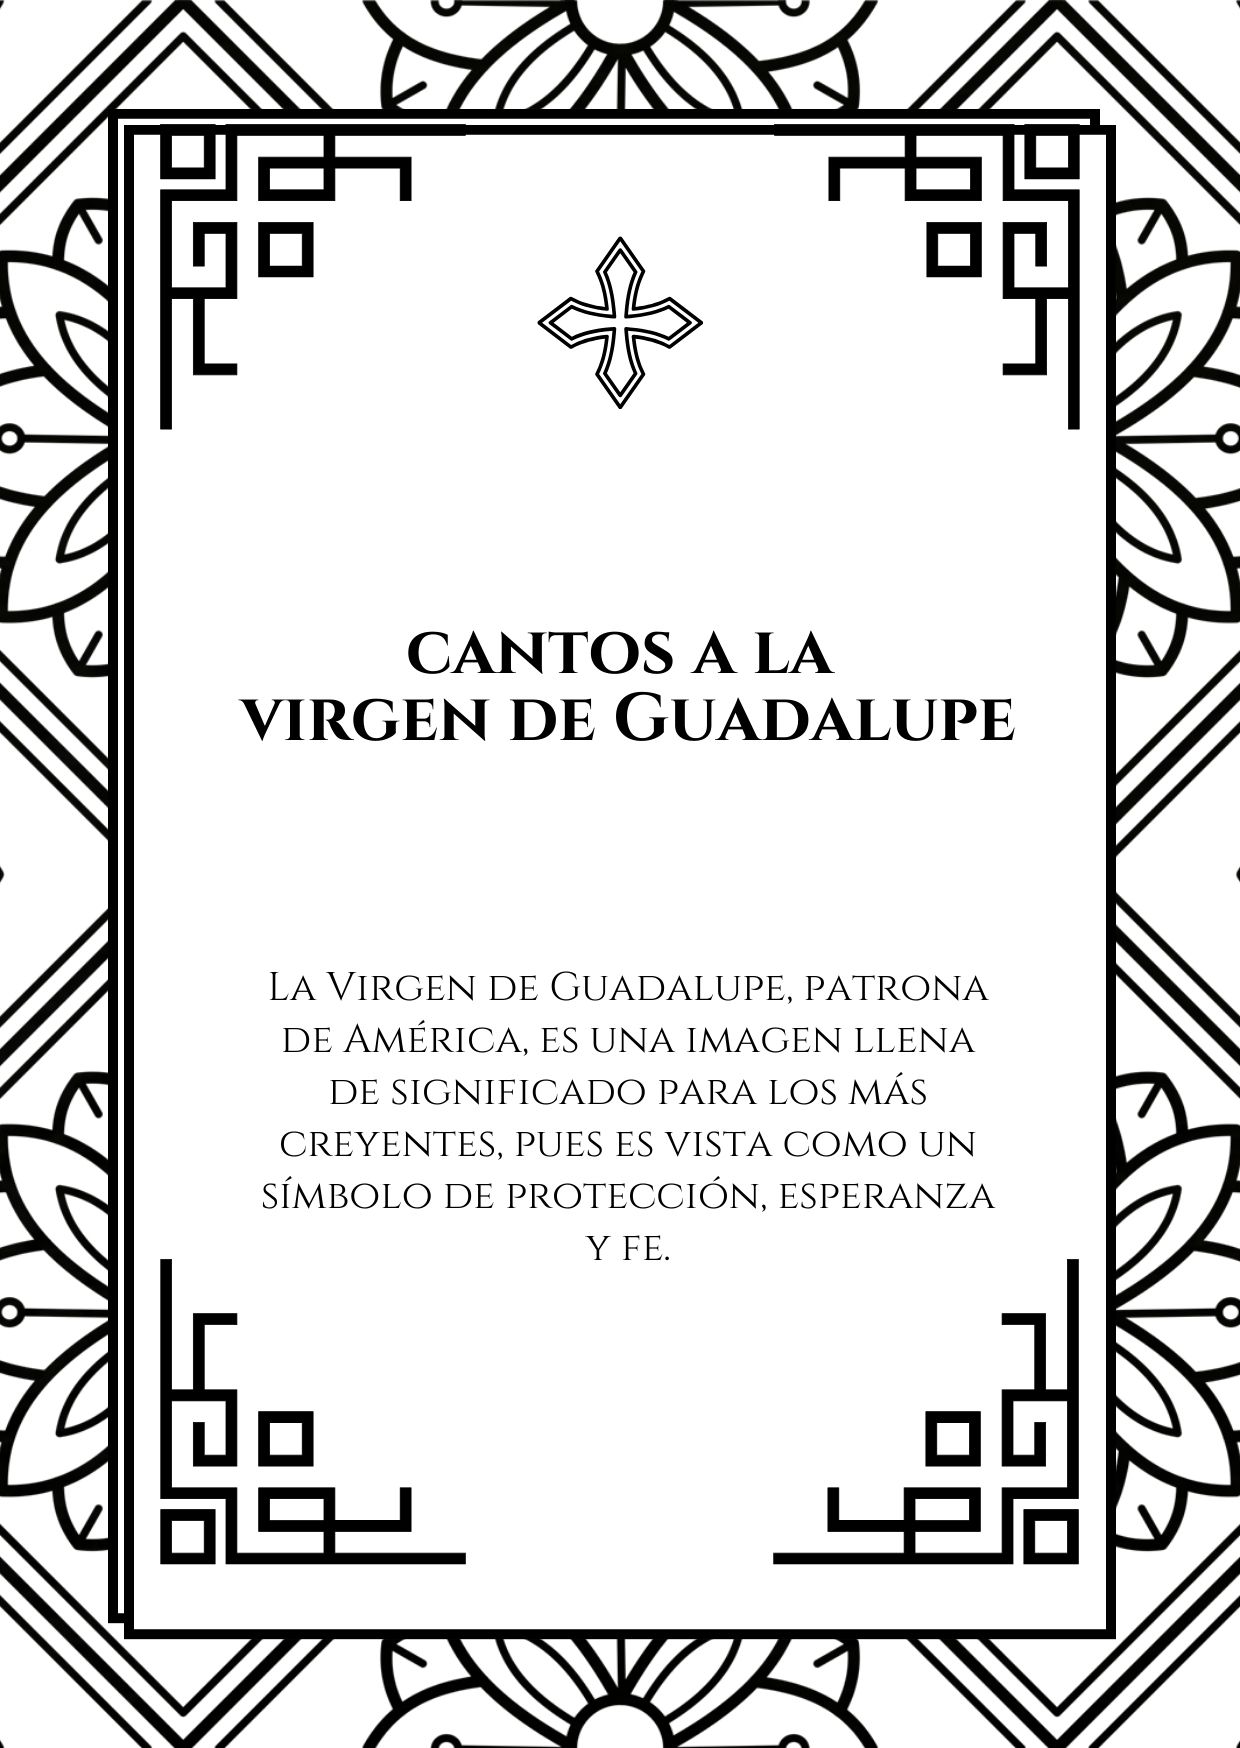 CANTOS A LA
VIRGEN DE GUADALUPE
LA VIRGEN DE GUADALUPE, PATRONA
DE AMÉRICA, ES UNA IMAGEN LLENA
DE SIGNIFICADO PARA LOS MÁS
CREYENTES, PUES ES VISTA COMO UN
SÍMBOLO DE PROTECCIÓN, ESPERANZA
Y FE.